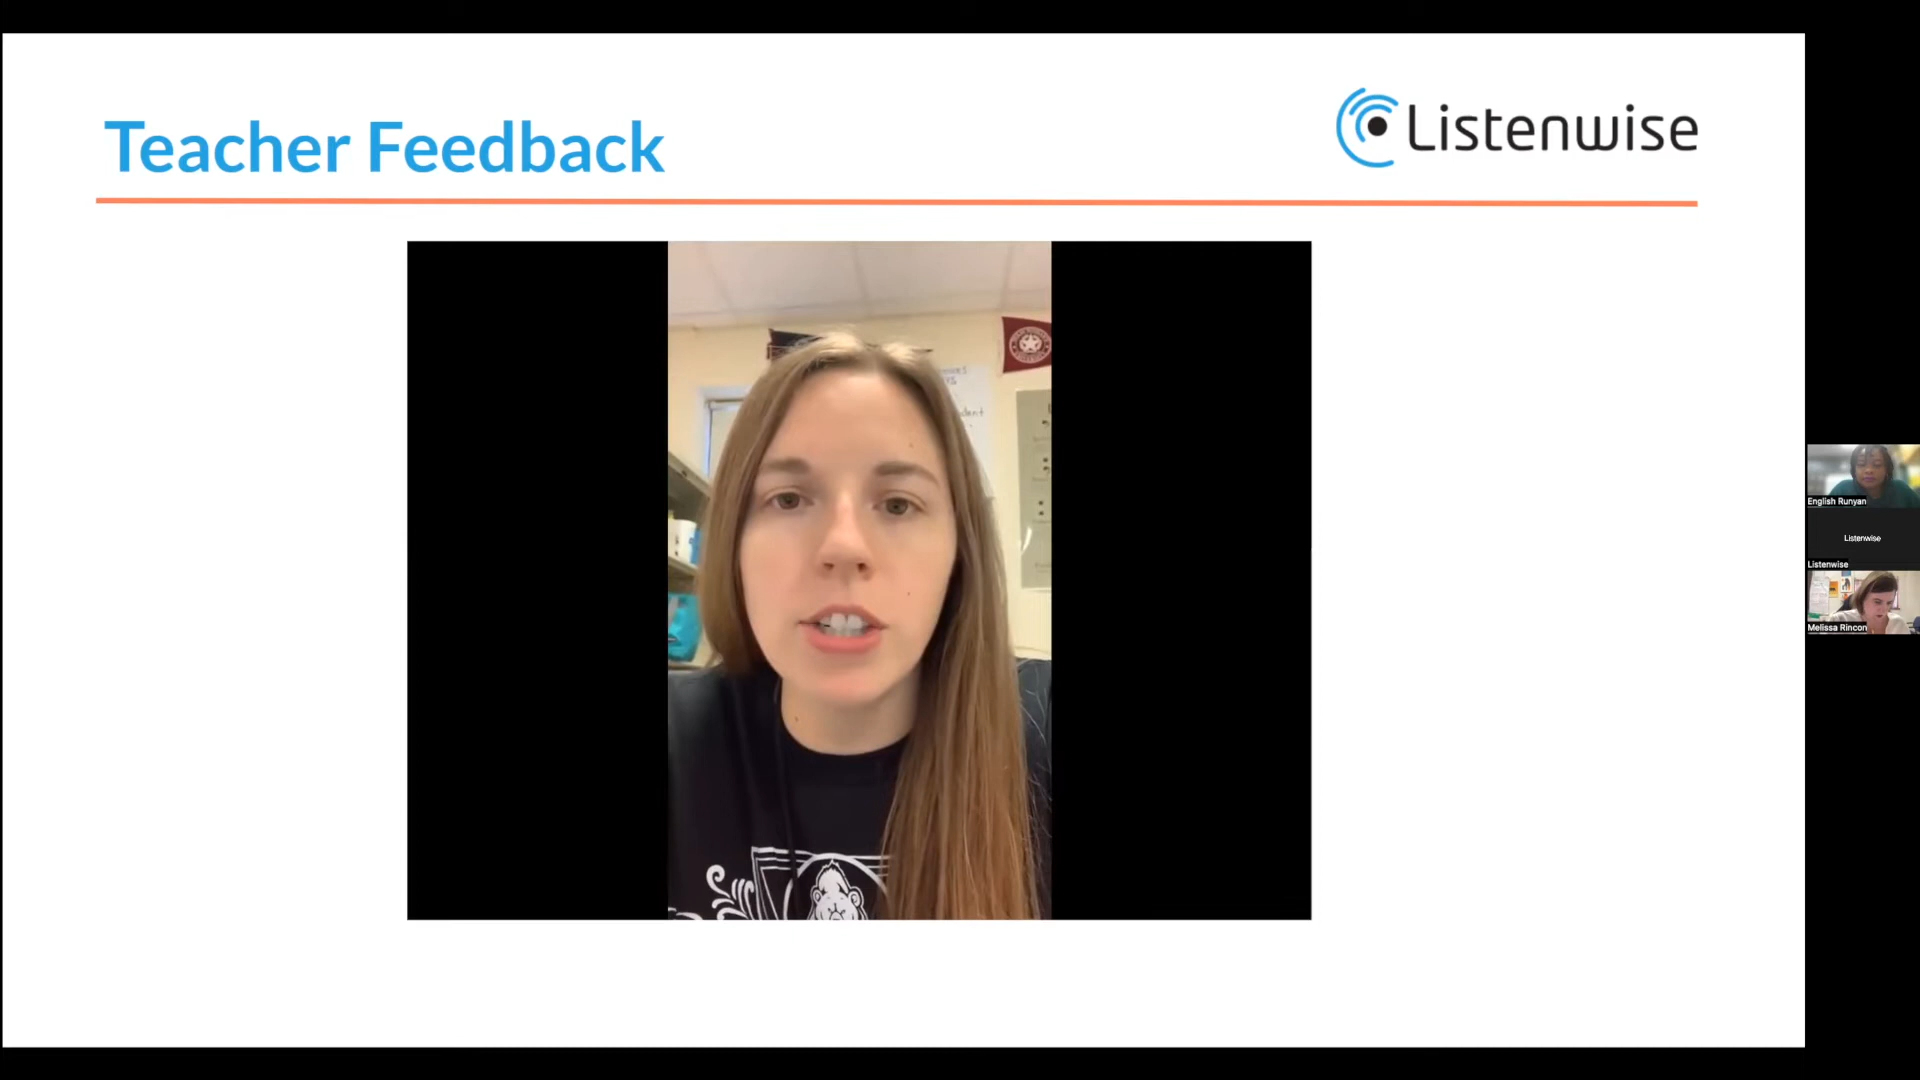 Teacher Feedback
Listenwise
English Runyan
Listenwise
Listenwise
Melissa Rincon